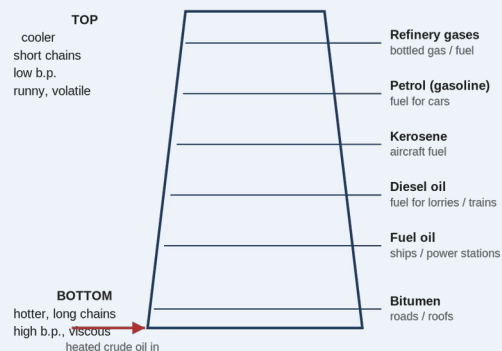 TOP
cooler
short chains
low b.p.
runny, volatile
Refinery gases
bottled gas / fuel
Petrol (gasoline)
fuel for cars
Kerosene
aircraft fuel
Diesel oil
fuel for lorries / trains
Fuel oil
ships / power stations
Bitumen
roads / roofs
BOTTOM
hotter, long chains
high b.p., viscous
heated crude oil in